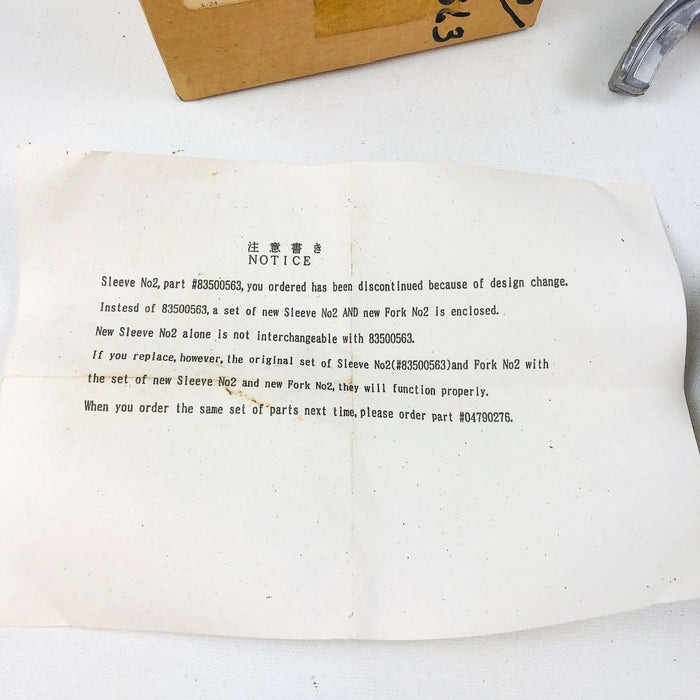 L-24
563
注意書き
NOTICE
Sleeve No2, part #83500563, you ordered has been discontinued because of design change.
Instesd of 83500563, a set of new Sleeve No2 AND new Fork No2 is enclosed.
New Sleeve No2 alone is not interchangeable with 83500563.
If you replace, however, the original set of Sleeve No2(#83500563)and Fork No2 with
the set of new Sleeve No2 and new Fork No2, they will function properly.
When you order the same set of parts next time, please order part #04790276.